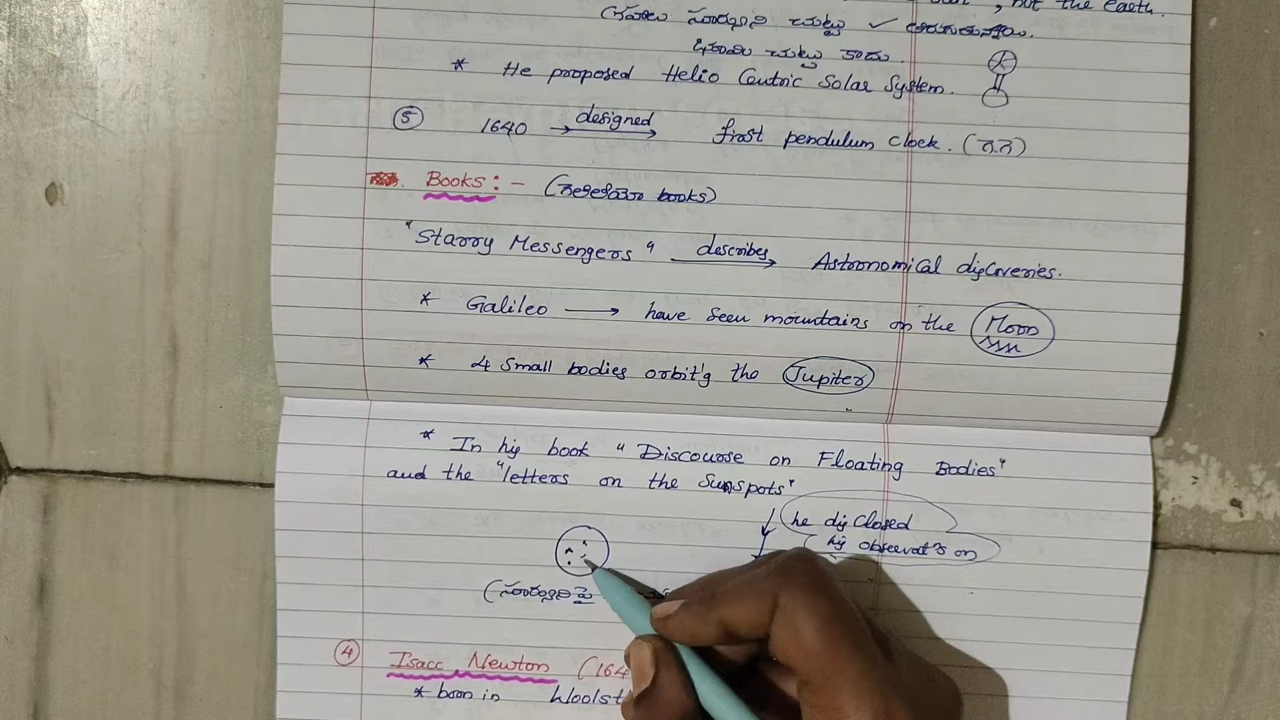 , not the Earth.
చుట్టూ ✓
చుట్టు కాదు.
* He proposed Helio Centric Solar System.
⑤ 1640 designed → first pendulum clock. (గ.గ)
Books: - (గెలీలియో books)
"Starry Messengers" describes → Astronomical discoveries.
* Galileo → have seen mountains on the Moon
* 4 Small bodies orbit'g the Jupiter
* In his book "Discourse on Floating Bodies"
and the "letters on the Sunspots"
he disclosed
his observat's on
(సూర్యునిపై
④ Isacc Newton (164
* born in Woolst